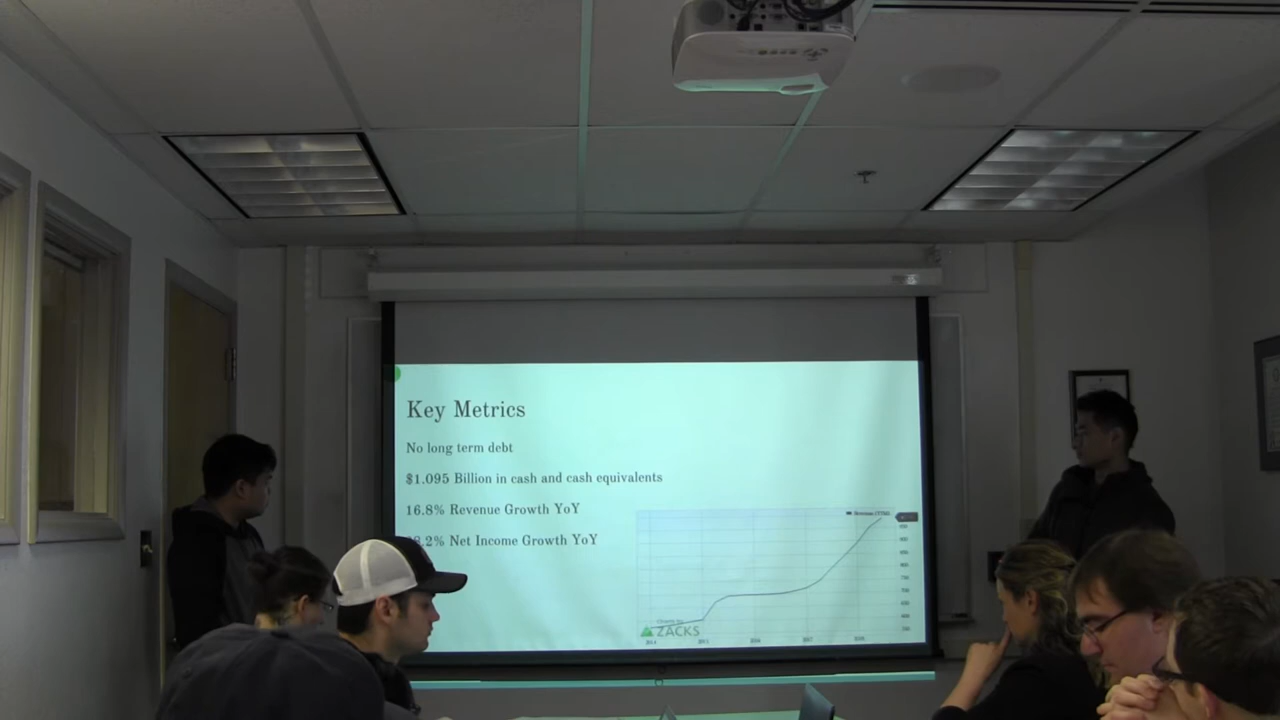 Key Metrics
No long term debt
$1.095 Billion in cash and cash equivalents
16.8% Revenue Growth YoY
.2% Net Income Growth YoY
ZACKS